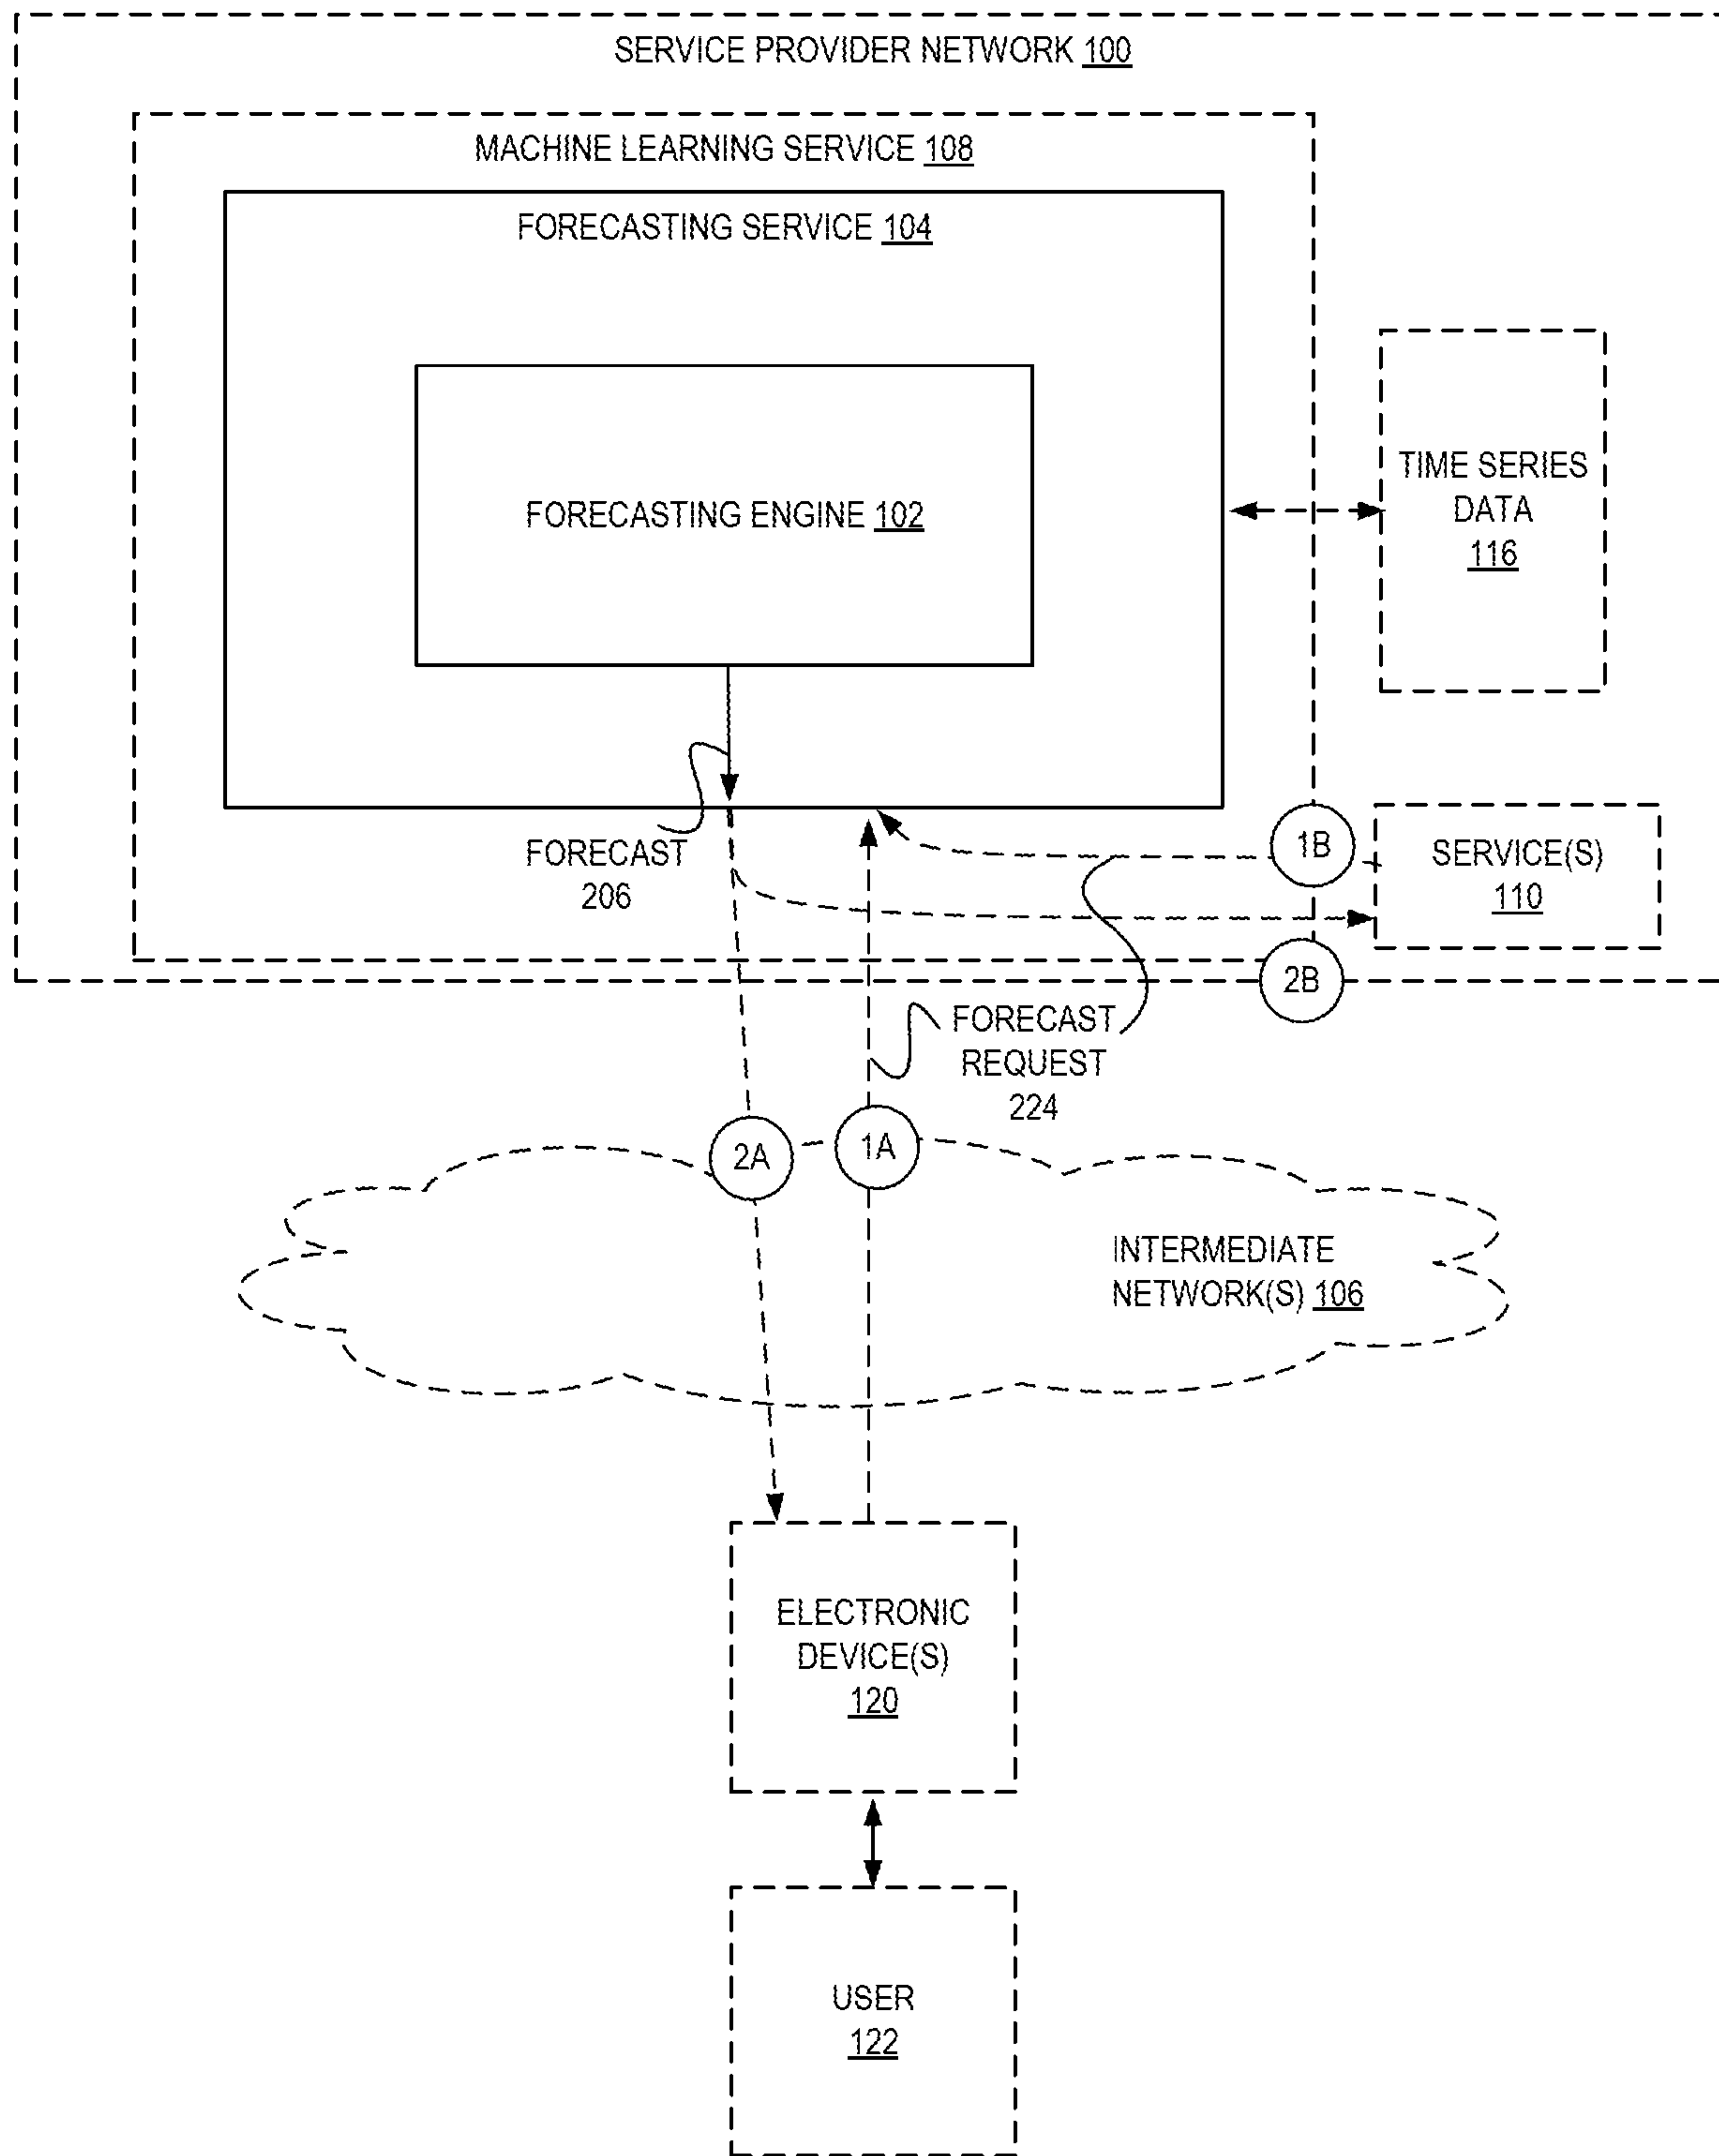 SERVICE PROVIDER NETWORK 100
MACHINE LEARNING SERVICE 108
FORECASTING SERVICE 104
FORECASTING ENGINE 102
TIME SERIES
DATA
116
FORECAST
206
1B
SERVICE(S)
110
2B
FORECAST
REQUEST
224
2A
1A
INTERMEDIATE
NETWORK(S) 106
ELECTRONIC
DEVICE(S)
120
USER
122